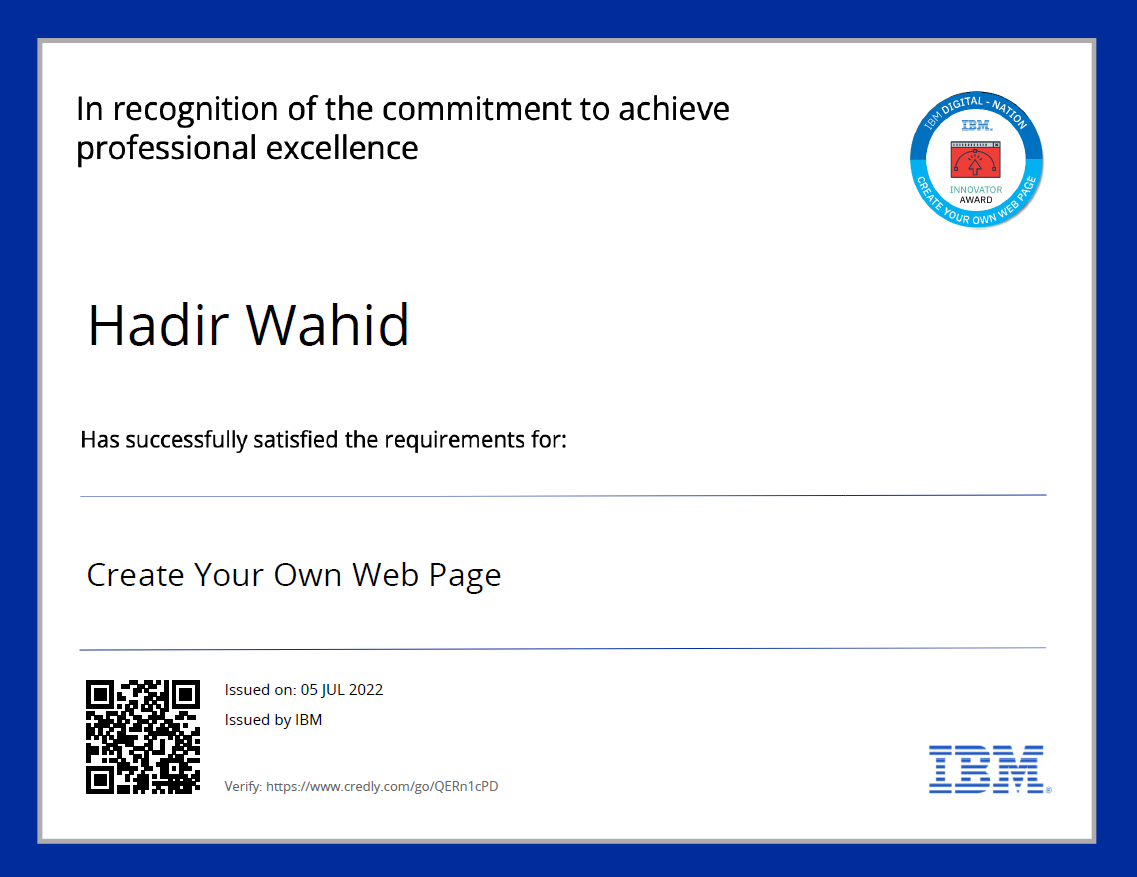 In recognition of the commitment to achieve
professional excellence
IBM DIGITAL - NATION
IBM.
INNOVATOR
AWARD
CREATE YOUR OWN WEB PAGE
Hadir Wahid
Has successfully satisfied the requirements for:
Create Your Own Web Page
Issued on: 05 JUL 2022
Issued by IBM
Verify: https://www.credly.com/go/QERn1cPD
IBM®